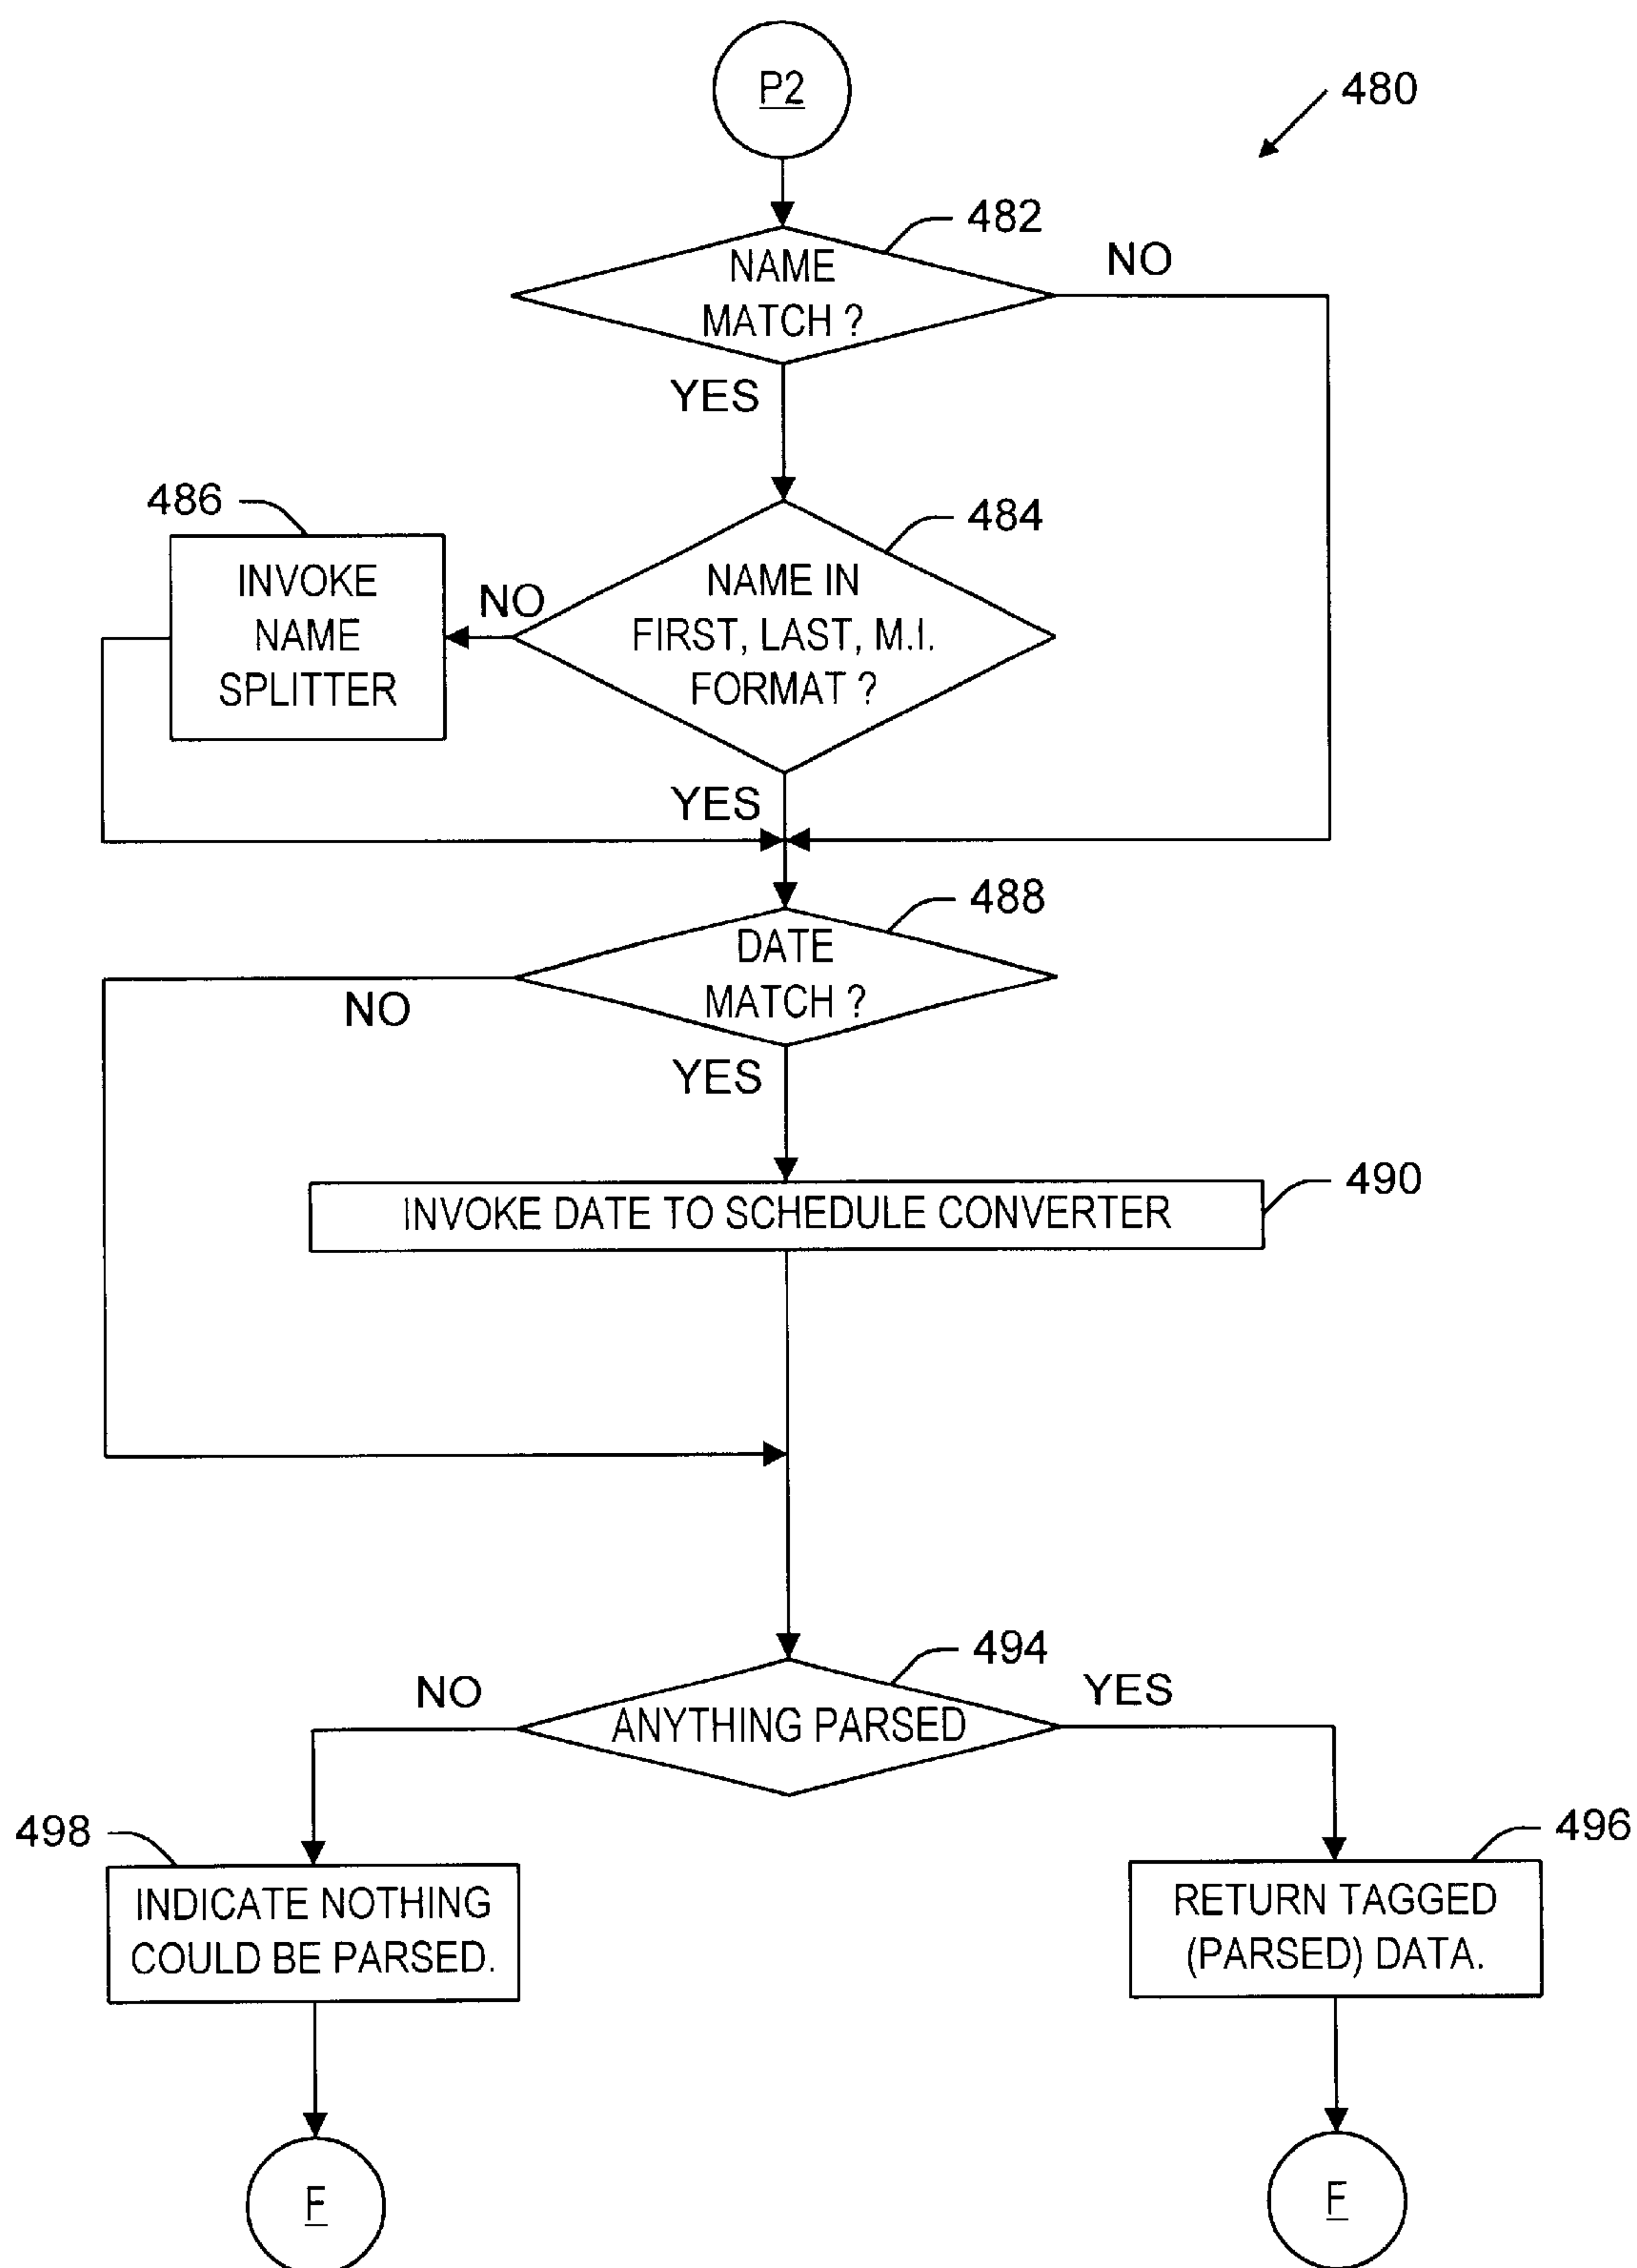 P2
480
482
NAME
MATCH ?
NO
YES
486
484
INVOKE
NAME
SPLITTER
NO
NAME IN
FIRST, LAST, M.I.
FORMAT ?
YES
488
DATE
MATCH ?
NO
YES
490
INVOKE DATE TO SCHEDULE CONVERTER
494
NO
YES
ANYTHING PARSED
498
496
INDICATE NOTHING
COULD BE PARSED.
RETURN TAGGED
(PARSED) DATA.
F
F